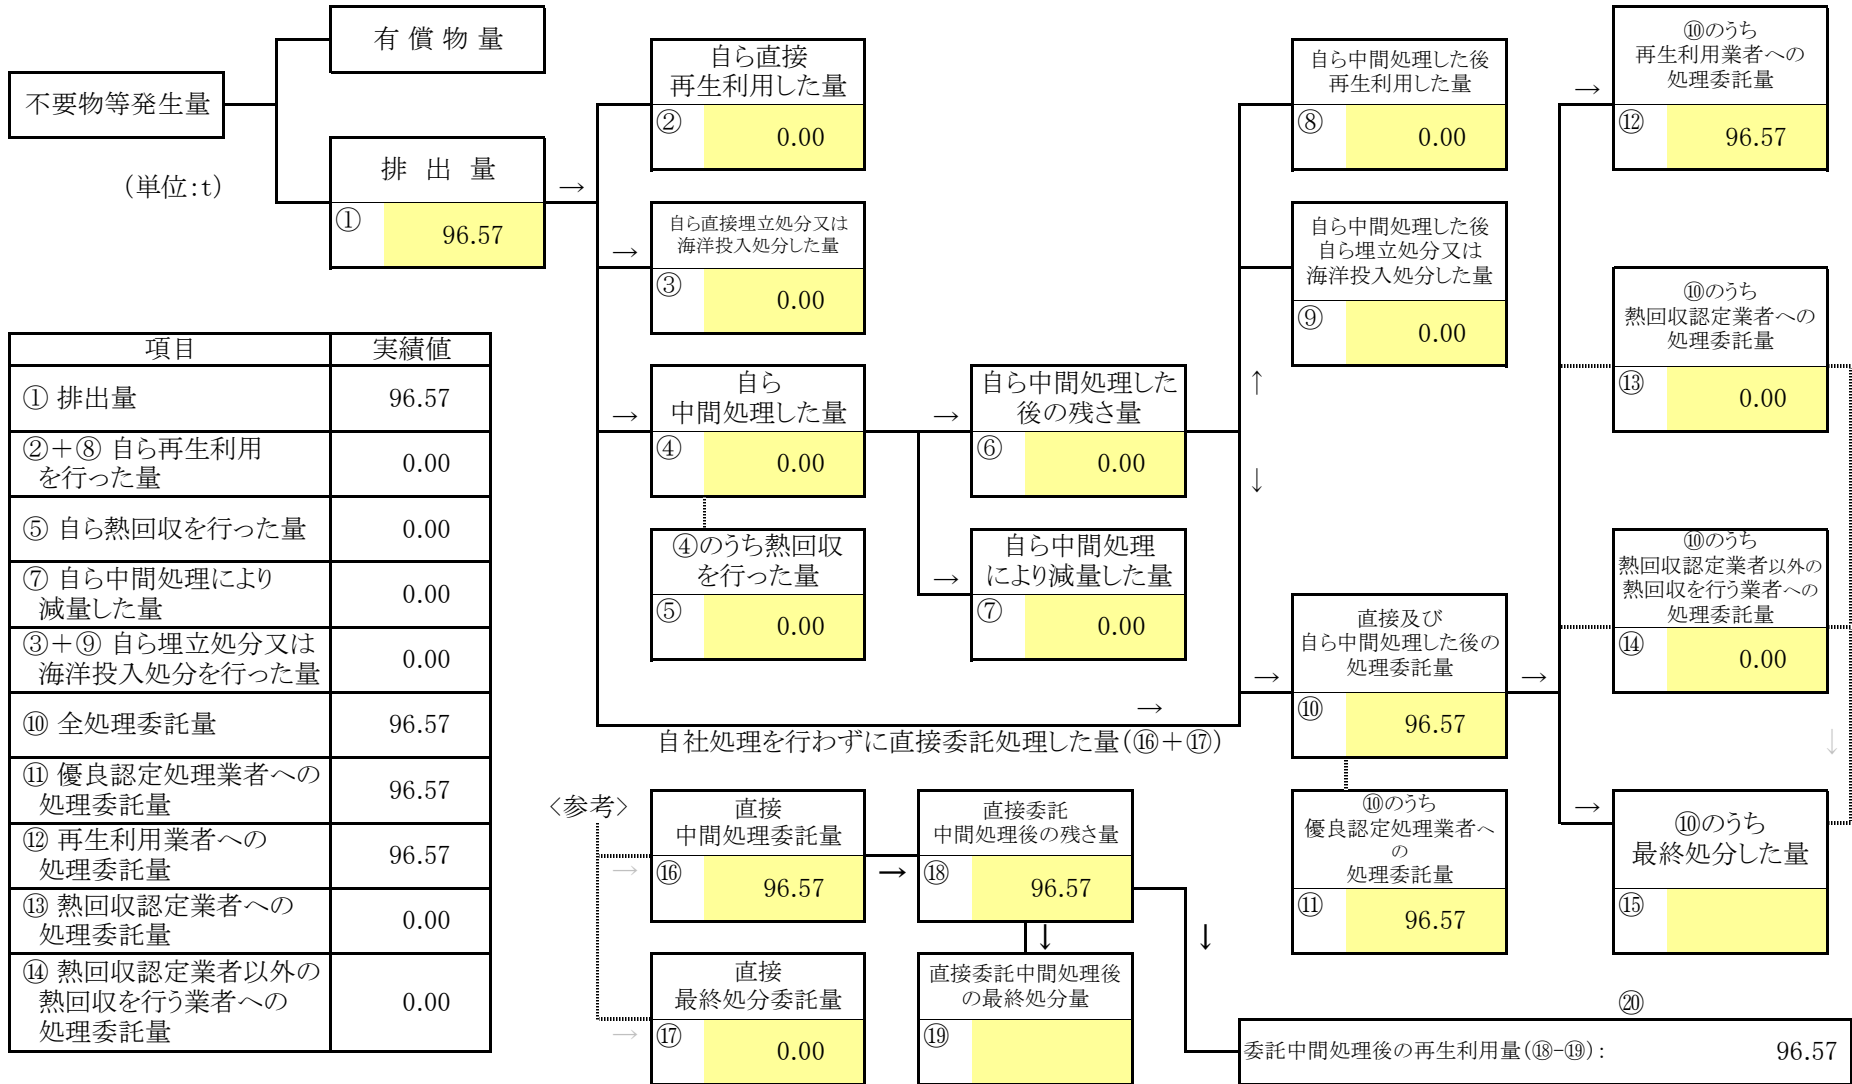 不要物等発生量
有 償 物 量
(単位:t)
排 出 量
→
①
96.57
自ら直接
再生利用した量
②
0.00
→
自ら直接埋立処分又は
海洋投入処分した量
③
0.00
→
自ら
中間処理した量
④
0.00
④のうち熱回収
を行った量
⑤
0.00
→
自ら中間処理した
後の残さ量
⑥
0.00
→
自ら中間処理
により減量した量
⑦
0.00
↑
↓
自ら中間処理した後
再生利用した量
⑧
0.00
自ら中間処理した後
自ら埋立処分又は
海洋投入処分した量
⑨
0.00
→
自社処理を行わずに直接委託処理した量(⑯+⑰)
→
直接及び
自ら中間処理した後の
処理委託量
⑩
96.57
⑩のうち
優良認定処理業者へ
の
処理委託量
⑪
96.57
→
→
⑩のうち
再生利用業者への
処理委託量
⑫
96.57
⑩のうち
熱回収認定業者への
処理委託量
⑬
0.00
⑩のうち
熱回収認定業者以外の
熱回収を行う業者への
処理委託量
⑭
0.00
↓
→
⑩のうち
最終処分した量
⑮
項目 実績値
① 排出量 96.57
②+⑧ 自ら再生利用
を行った量 0.00
⑤ 自ら熱回収を行った量 0.00
⑦ 自ら中間処理により
減量した量 0.00
③+⑨ 自ら埋立処分又は
海洋投入処分を行った量 0.00
⑩ 全処理委託量 96.57
⑪ 優良認定処理業者への
処理委託量 96.57
⑫ 再生利用業者への
処理委託量 96.57
⑬ 熱回収認定業者への
処理委託量 0.00
⑭ 熱回収認定業者以外の
熱回収を行う業者への
処理委託量 0.00
<参考>
→
直接
中間処理委託量
⑯
96.57
→
直接委託
中間処理後の残さ量
⑱
96.57
↓
↓
→
直接
最終処分委託量
⑰
0.00
直接委託中間処理後
の最終処分量
⑲
⑳
委託中間処理後の再生利用量(⑱-⑲): 96.57